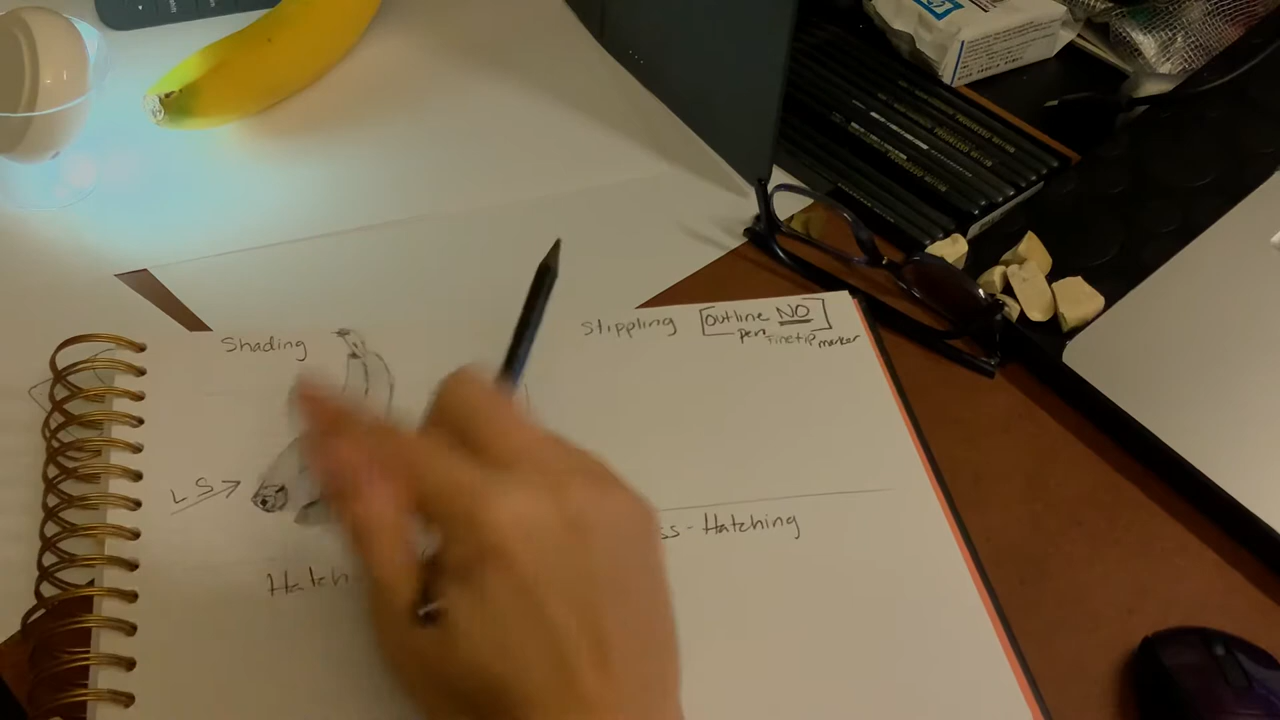 Shading
Stippling
[Outline NO]
pen, Finetip marker
LS
Hatch
ss-Hatching